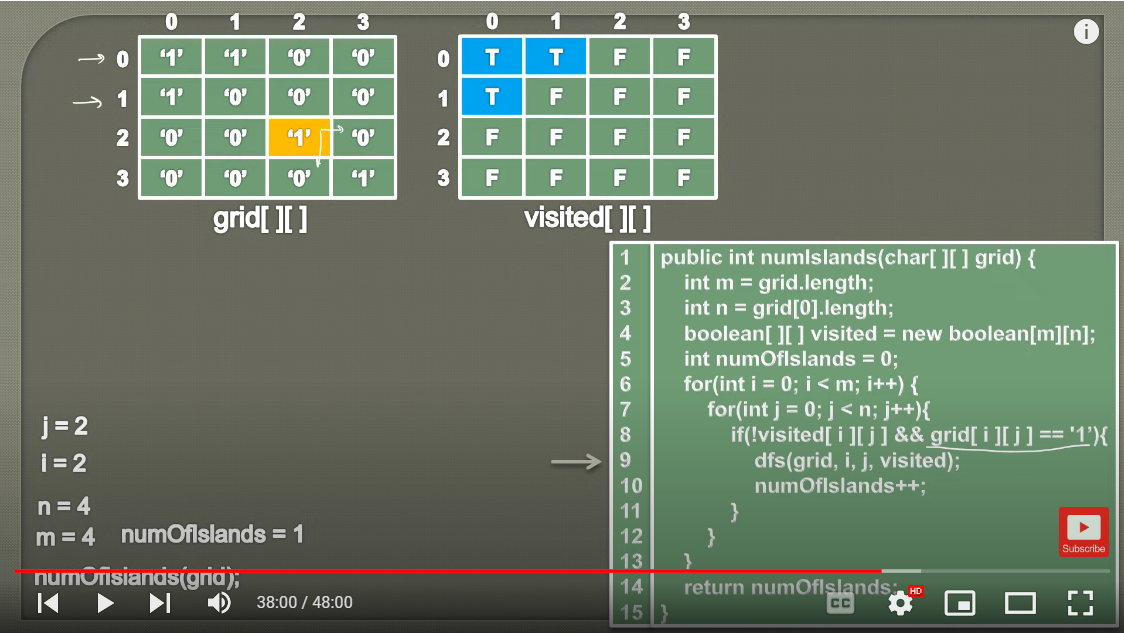 0 1 2 3
0 ‘1’ ‘1’ ‘0’ ‘0’
1 ‘1’ ‘0’ ‘0’ ‘0’
2 ‘0’ ‘0’ ‘1’ ‘0’
3 ‘0’ ‘0’ ‘0’ ‘1’
grid[ ][ ]
0 1 2 3
0 T T F F
1 T F F F
2 F F F F
3 F F F F
visited[ ][ ]
i
1 public int numIslands(char[ ][ ] grid) {
2 int m = grid.length;
3 int n = grid[0].length;
4 boolean[ ][ ] visited = new boolean[m][n];
5 int numOfIslands = 0;
6 for(int i = 0; i < m; i++) {
7 for(int j = 0; j < n; j++){
8 if(!visited[ i ][ j ] && grid[ i ][ j ] == '1’){
9 dfs(grid, i, j, visited);
10 numOfIslands++;
11 }
12 }
13 }
14 return numOfIslands;
15 }
j = 2
i = 2
n = 4
m = 4 numOfIslands = 1
numOfIslands(grid);
Subscribe
38:00 / 48:00
CC
HD